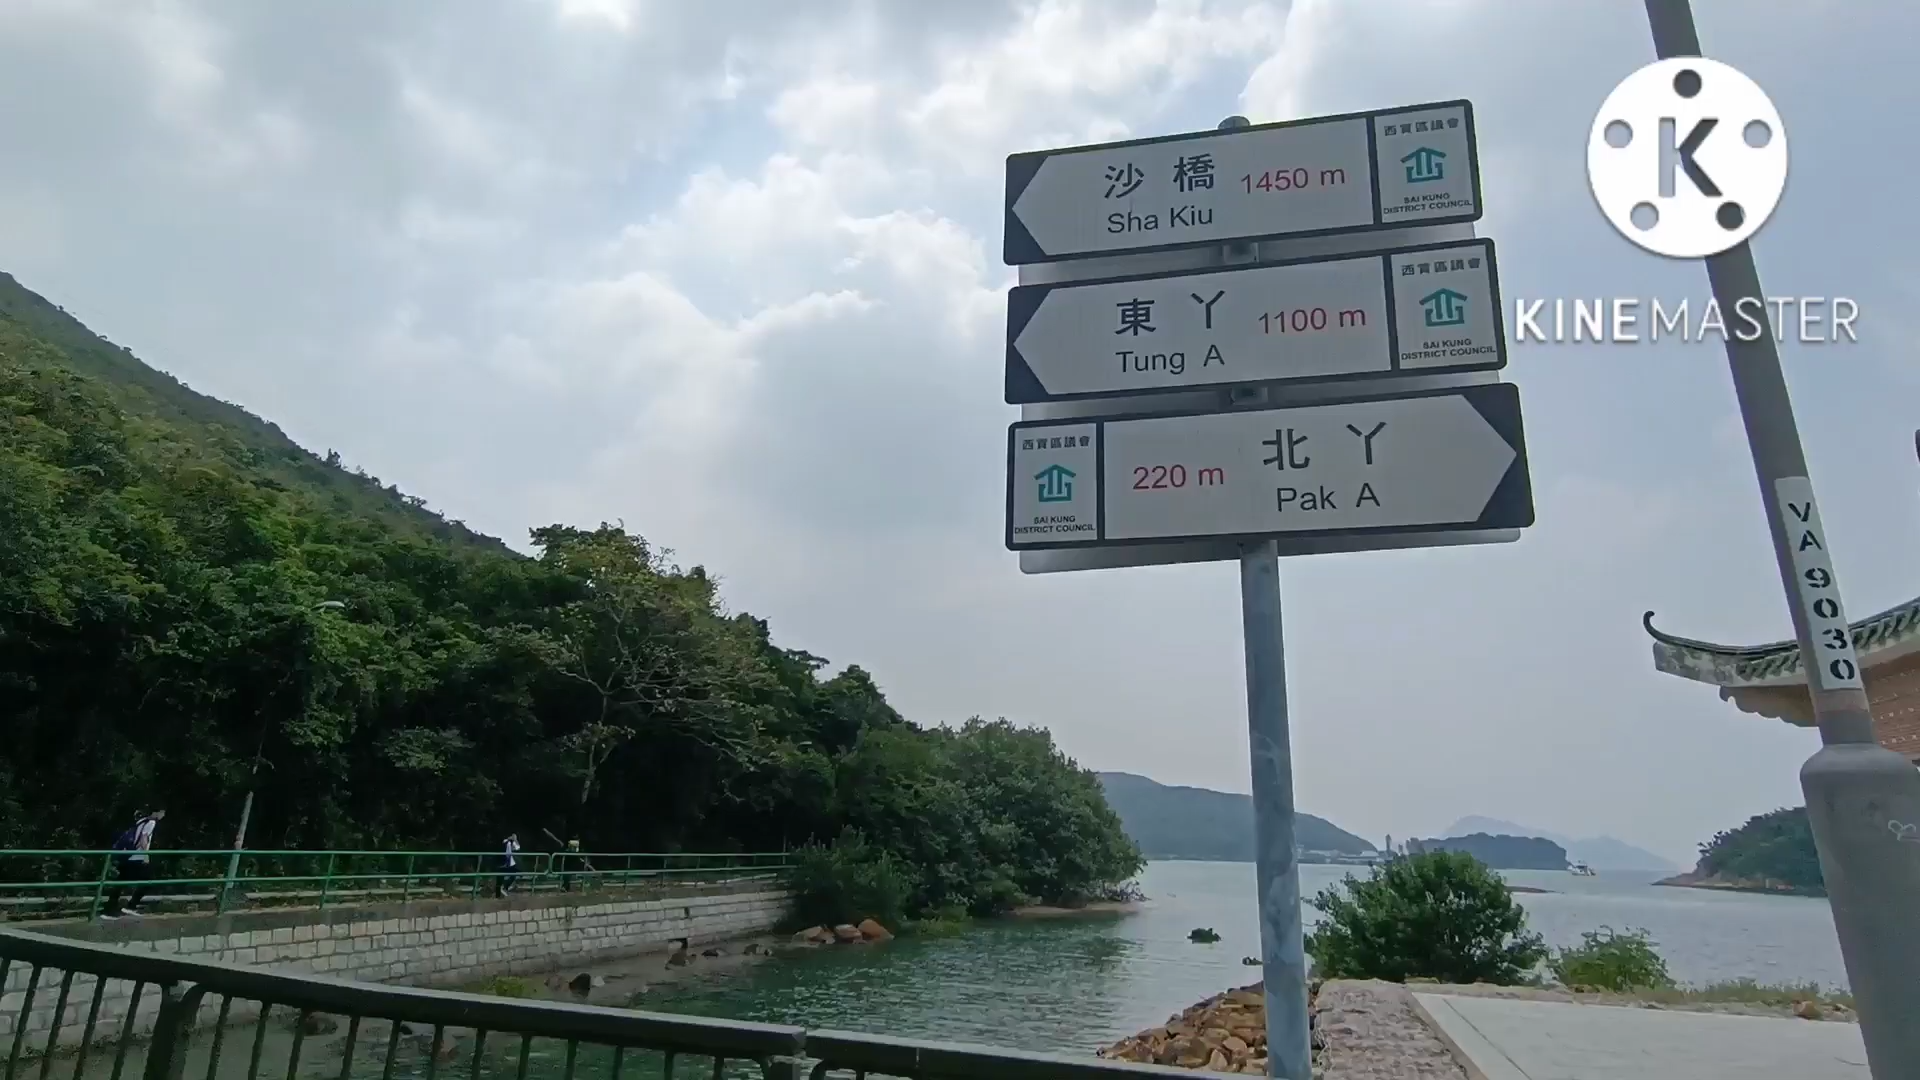 西貢區議會
沙橋 1450 m
Sha Kiu
SAI KUNG
DISTRICT COUNCIL
西貢區議會
東丫 1100 m
Tung A
SAI KUNG
DISTRICT COUNCIL
西貢區議會
220 m 北丫
Pak A
SAI KUNG
DISTRICT COUNCIL
K
KINEMASTER
VA9030